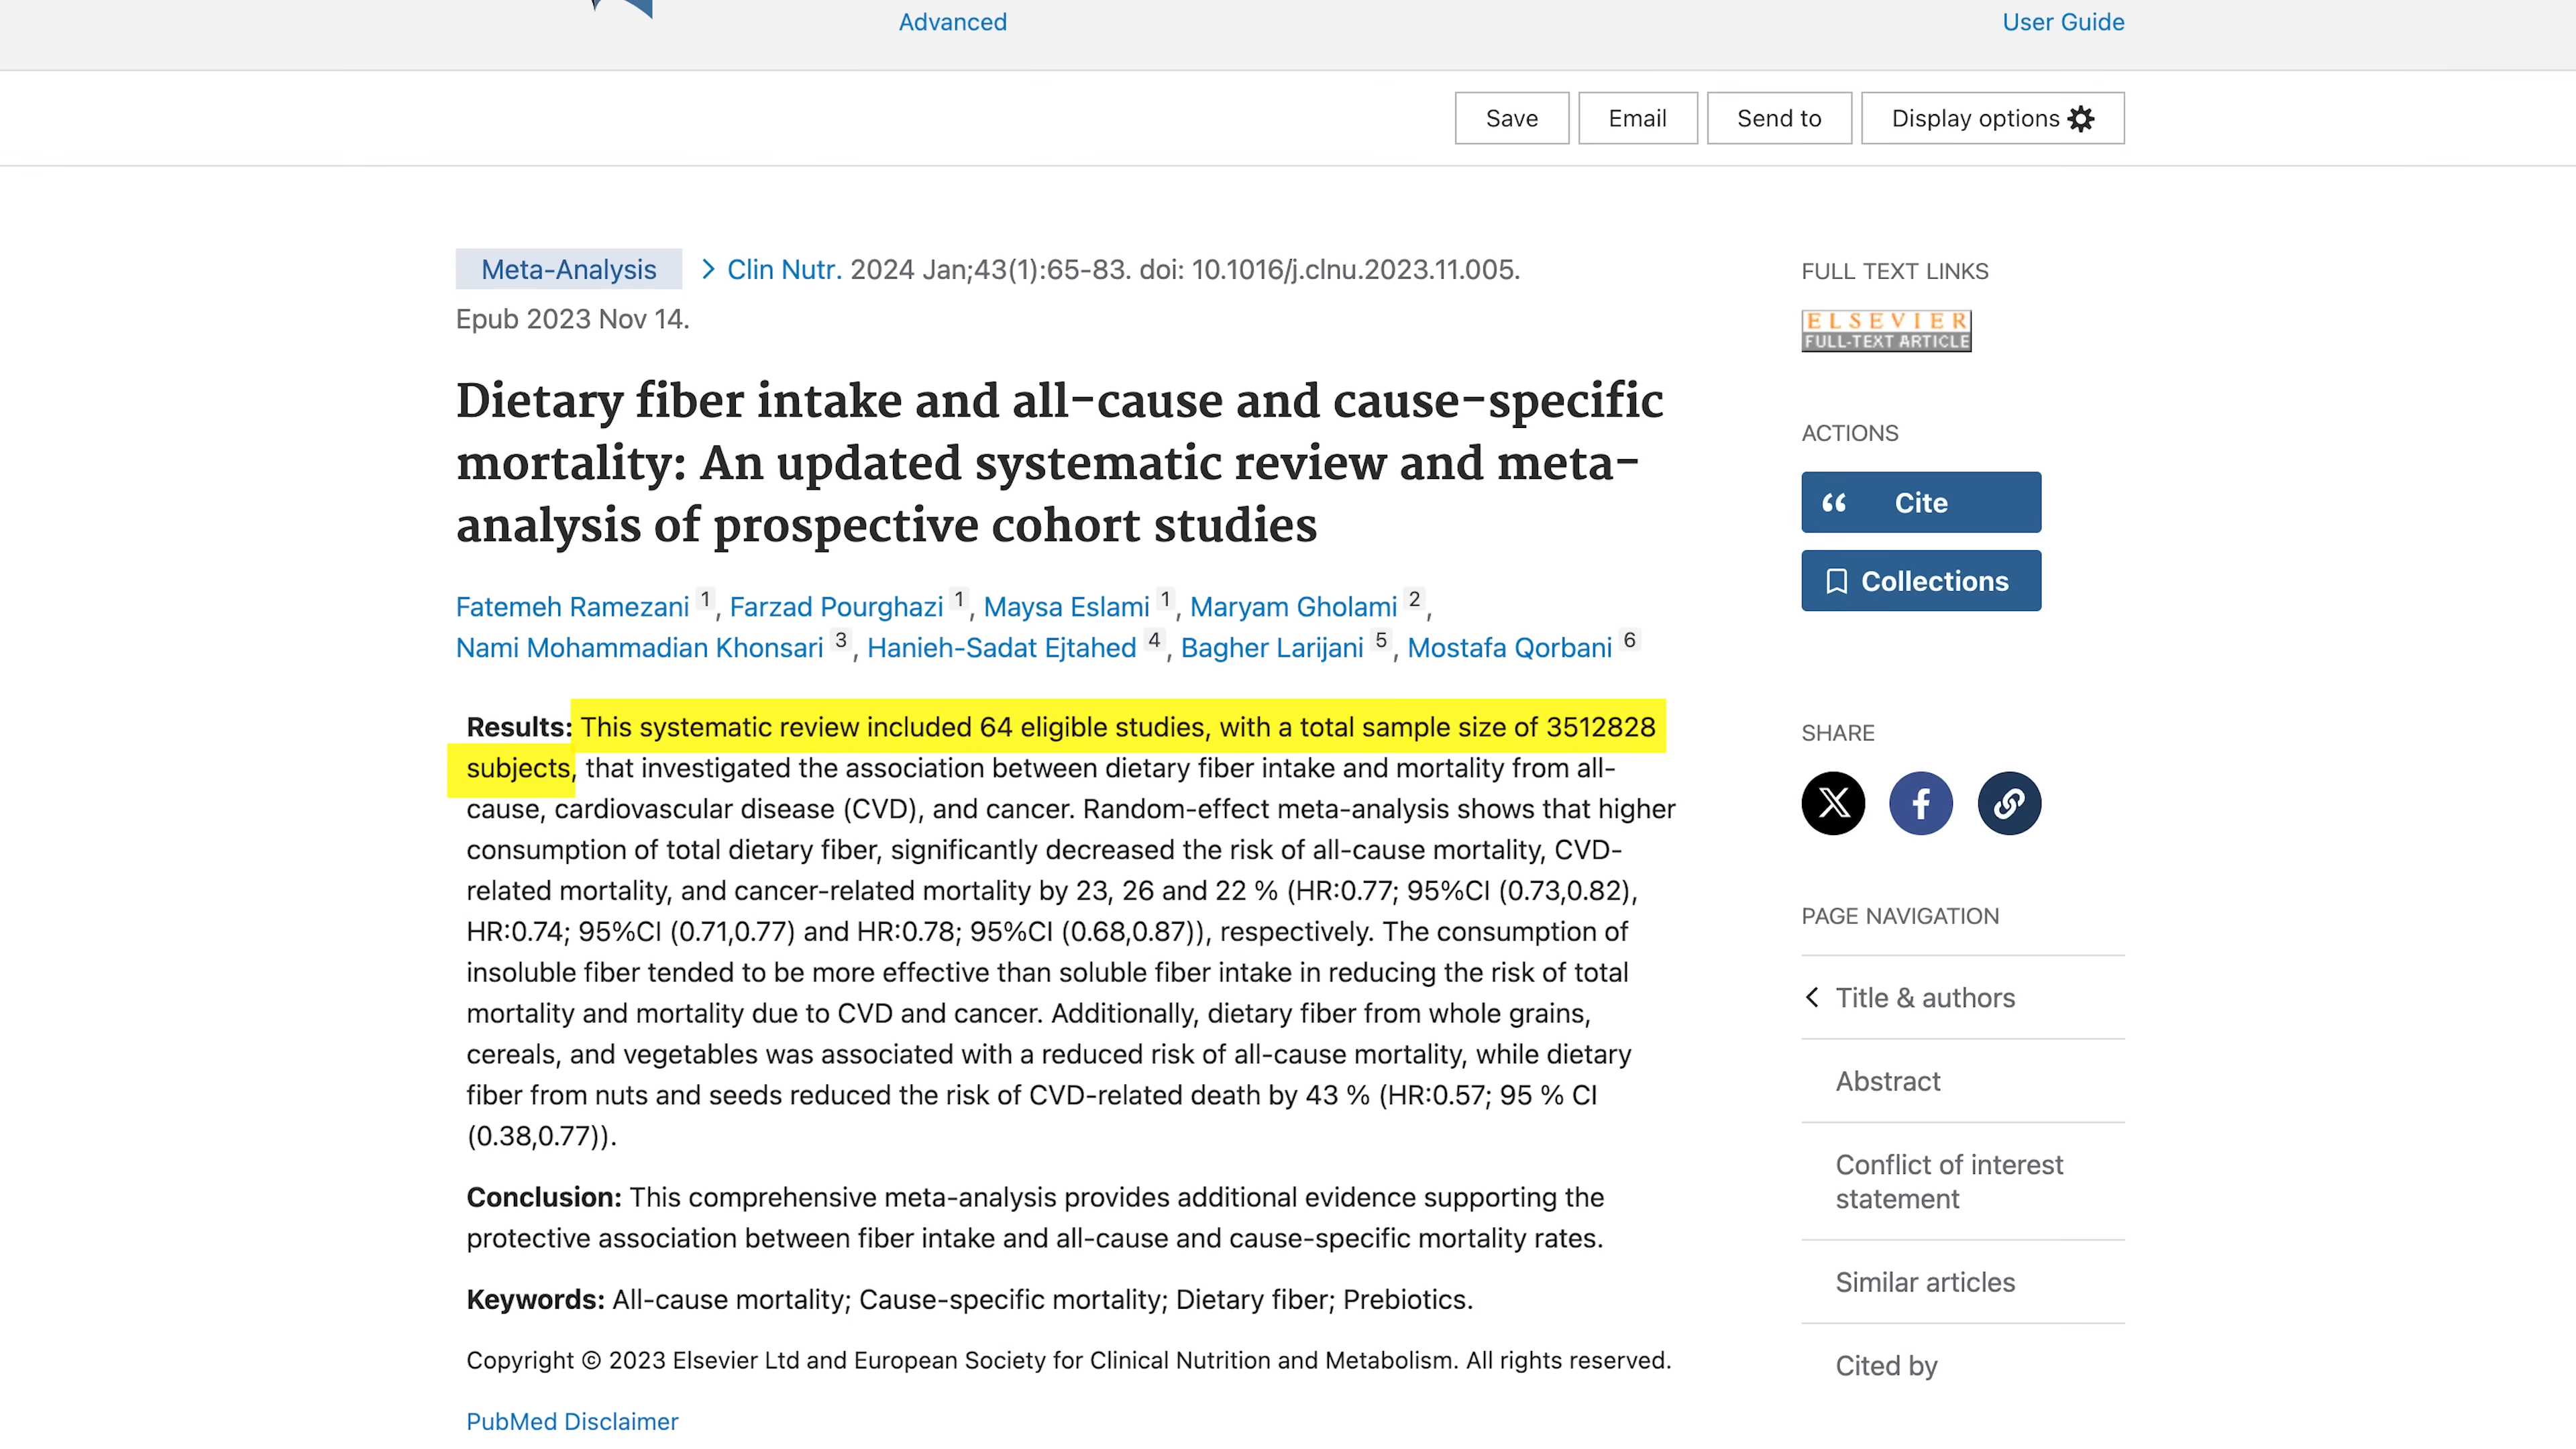 Advanced
User Guide
Save
Email
Send to
Display options
Meta-Analysis
Clin Nutr. 2024 Jan;43(1):65-83. doi: 10.1016/j.clnu.2023.11.005.
Epub 2023 Nov 14.
Dietary fiber intake and all-cause and cause-specific
mortality: An updated systematic review and meta-
analysis of prospective cohort studies
Fatemeh Ramezani 1, Farzad Pourghazi 1, Maysa Eslami 1, Maryam Gholami 2,
Nami Mohammadian Khonsari 3, Hanieh-Sadat Ejtahed 4, Bagher Larijani 5, Mostafa Qorbani 6
Results: This systematic review included 64 eligible studies, with a total sample size of 3512828
subjects, that investigated the association between dietary fiber intake and mortality from all-
cause, cardiovascular disease (CVD), and cancer. Random-effect meta-analysis shows that higher
consumption of total dietary fiber, significantly decreased the risk of all-cause mortality, CVD-
related mortality, and cancer-related mortality by 23, 26 and 22 % (HR:0.77; 95%CI (0.73,0.82),
HR:0.74; 95%CI (0.71,0.77) and HR:0.78; 95%CI (0.68,0.87)), respectively. The consumption of
insoluble fiber tended to be more effective than soluble fiber intake in reducing the risk of total
mortality and mortality due to CVD and cancer. Additionally, dietary fiber from whole grains,
cereals, and vegetables was associated with a reduced risk of all-cause mortality, while dietary
fiber from nuts and seeds reduced the risk of CVD-related death by 43 % (HR:0.57; 95 % CI
(0.38,0.77)).
Conclusion: This comprehensive meta-analysis provides additional evidence supporting the
protective association between fiber intake and all-cause and cause-specific mortality rates.
Keywords: All-cause mortality; Cause-specific mortality; Dietary fiber; Prebiotics.
Copyright © 2023 Elsevier Ltd and European Society for Clinical Nutrition and Metabolism. All rights reserved.
PubMed Disclaimer
FULL TEXT LINKS
ELSEVIER
FULL-TEXT ARTICLE
ACTIONS
Cite
Collections
SHARE
PAGE NAVIGATION
Title & authors
Abstract
Conflict of interest
statement
Similar articles
Cited by